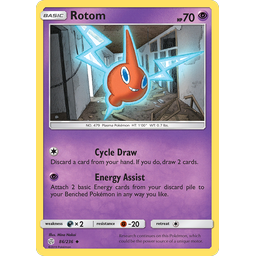 BASIC Rotom HP70
NO. 479 Plasma Pokémon HT: 1'00" WT: 0.7 lbs.
Cycle Draw
Discard a card from your hand. If you do, draw 2 cards.
Energy Assist
Attach 2 basic Energy cards from your discard pile to
your Benched Pokémon in any way you like.
weakness ×2 resistance -20 retreat